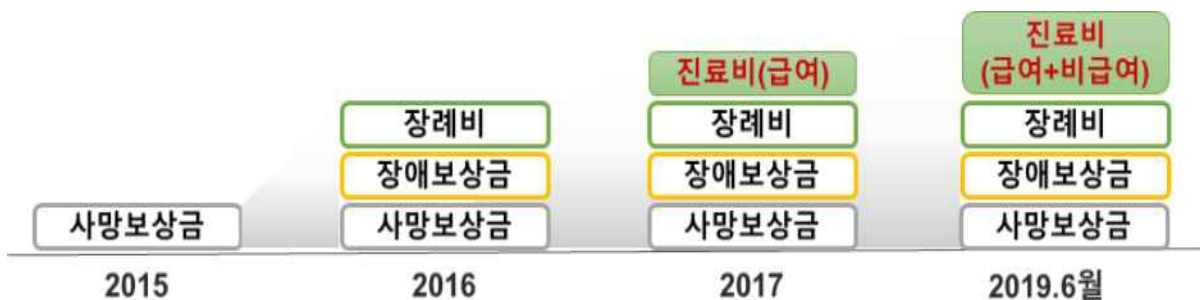 진료비
(급여+비급여)
진료비(급여)
장례비
장례비
장례비
장애보상금
장애보상금
장애보상금
사망보상금
사망보상금
사망보상금
사망보상금
2015
2016
2017
2019.6월